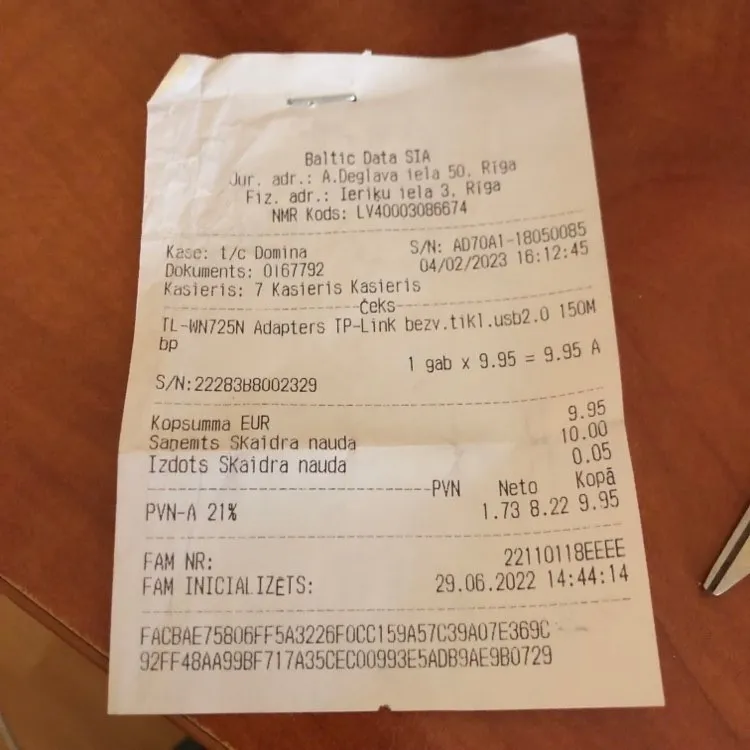 Baltic Data SIA
Jur. adr.: A.Deglava iela 50, Rīga
Fiz. adr.: Ieriķu iela 3, Rīga
NMR Kods: LV40003086674
Kase: t/c Domina S/N: AD70A1-18050085
Dokuments: 0167792 04/02/2023 16:12:45
Kasieris: 7 Kasieris Kasieris
Čeks
TL-WN725N Adapters TP-Link bezv.tikl.usb2.0 150M
bp
1 gab x 9.95 = 9.95 A
S/N:22283B8002329
Kopsumma EUR 9.95
Saņemts Skaidra nauda 10.00
Izdots Skaidra nauda 0.05
PVN Neto Kopā
PVN-A 21% 1.73 8.22 9.95
FAM NR: 22110118EEEE
FAM INICIALIZĒTS: 29.06.2022 14:44:14
FACBAE75806FF5A3226F0CC159A57C39A07E369C
92FF48AA99BF717A35CEC00993E5ADB9AE9B0729